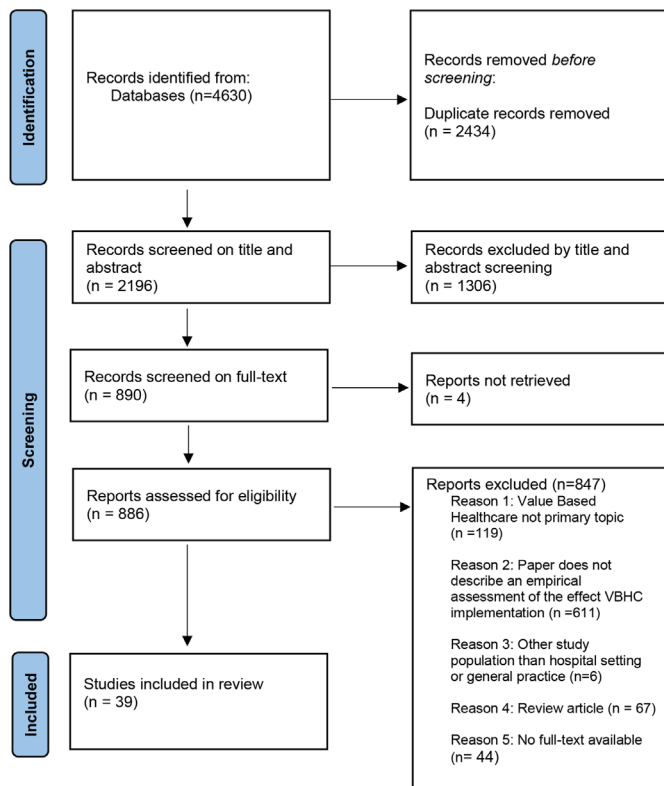 Identification
Records identified from:
Databases (n=4630)
Records removed before
screening:
Duplicate records removed
(n = 2434)
Screening
Records screened on title and
abstract
(n = 2196)
Records excluded by title and
abstract screening
(n = 1306)
Records screened on full-text
(n = 890)
Reports not retrieved
(n = 4)
Reports assessed for eligibility
(n = 886)
Reports excluded (n=847)
Reason 1: Value Based
Healthcare not primary topic
(n =119)
Reason 2: Paper does not
describe an empirical
assessment of the effect VBHC
implementation (n =611)
Reason 3: Other study
population than hospital setting
or general practice (n=6)
Reason 4: Review article (n = 67)
Reason 5: No full-text available
(n= 44)
Included
Studies included in review
(n = 39)